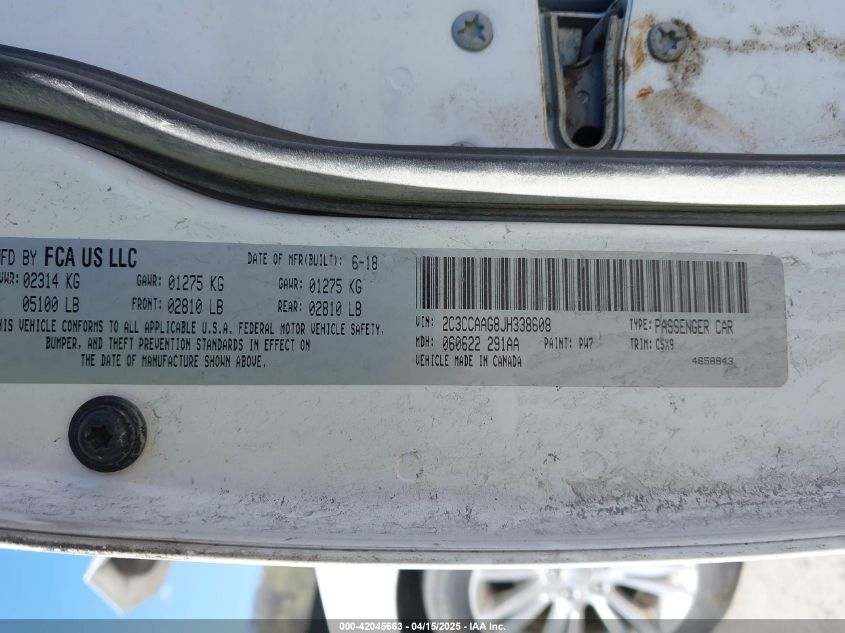 MFD BY FCA US LLC DATE OF MFR(BUILT): 6-18
GVWR: 02314 KG GAWR: 01275 KG GAWR: 01275 KG
05100 LB FRONT: 02810 LB REAR: 02810 LB
THIS VEHICLE CONFORMS TO ALL APPLICABLE U.S.A. FEDERAL MOTOR VEHICLE SAFETY,
BUMPER, AND THEFT PREVENTION STANDARDS IN EFFECT ON
THE DATE OF MANUFACTURE SHOWN ABOVE.
VIN: 2C3CCAAG8JH338608 TYPE: PASSENGER CAR
MDH: 060622 291AA PAINT: PW7 TRIM: C5X9
VEHICLE MADE IN CANADA 4658843
000-42045663 - 04/15/2025 - IAA Inc.